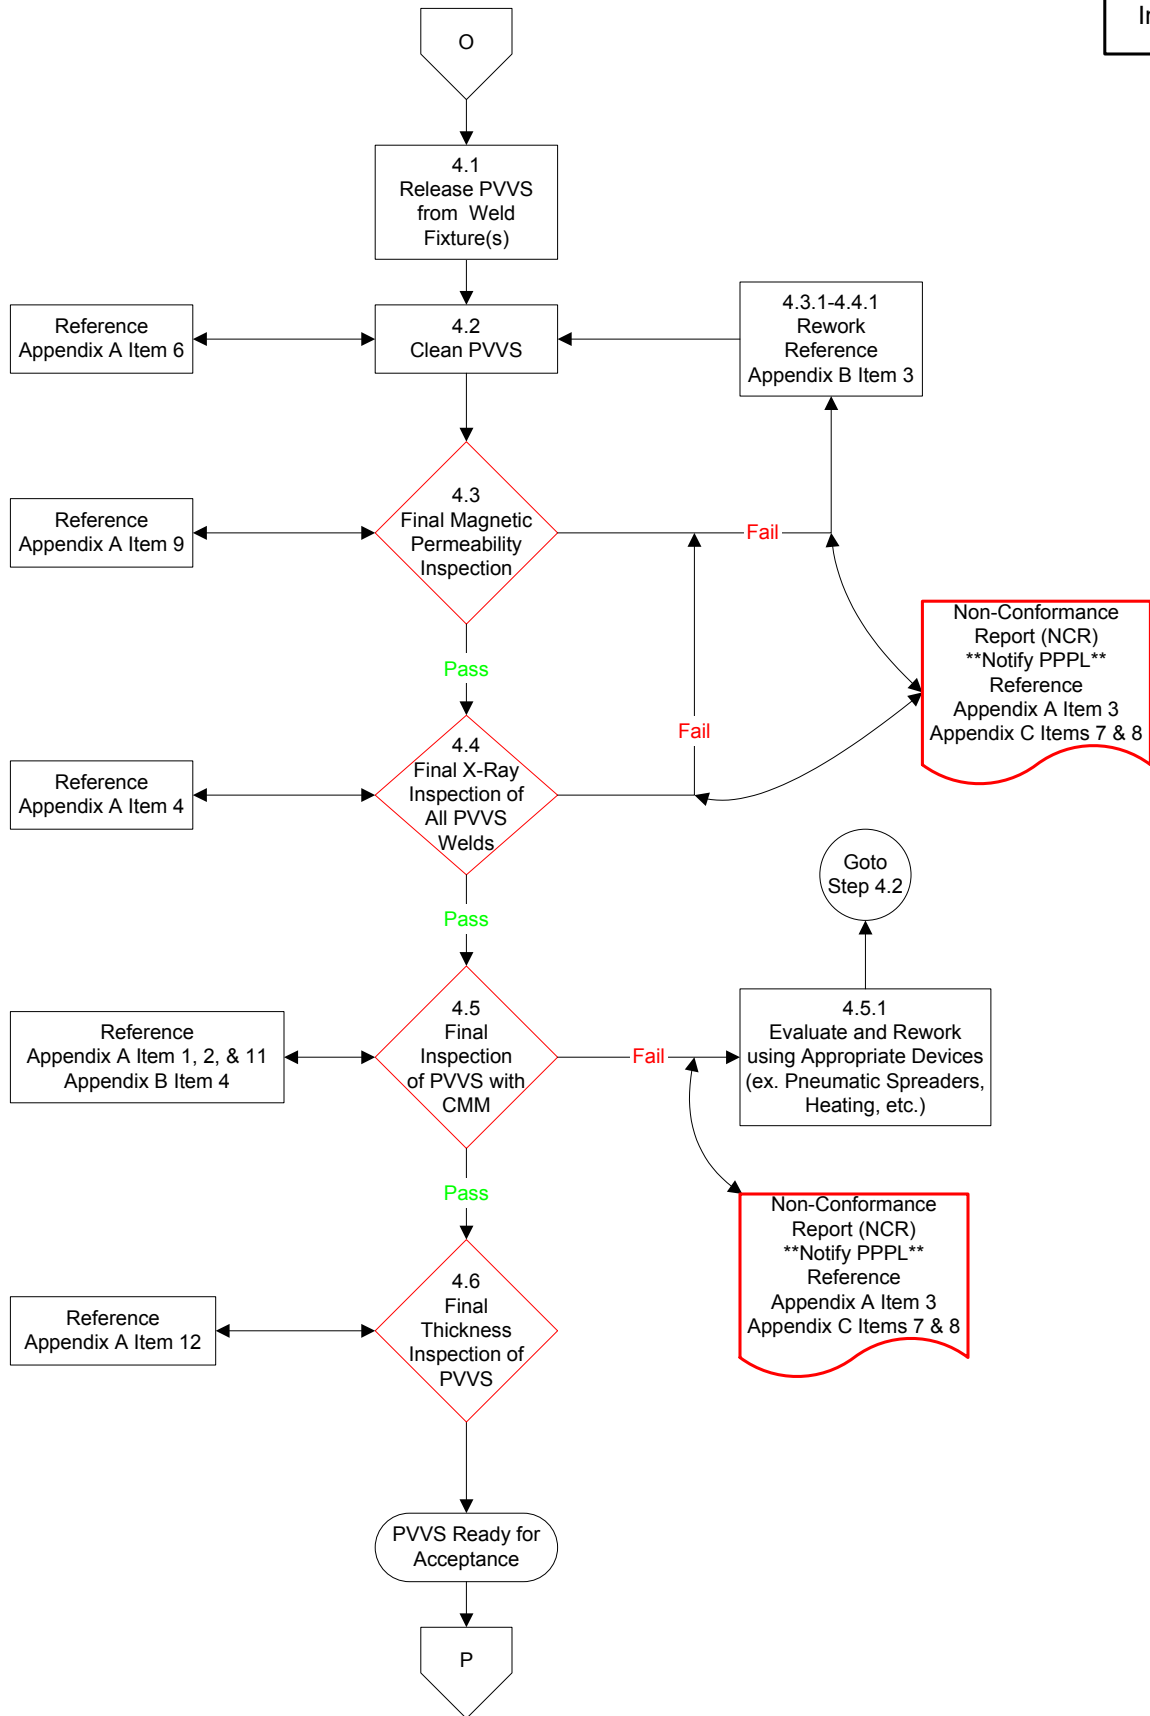 In
O
4.1
Release PVVS
from Weld
Fixture(s)
Reference
Appendix A Item 6
4.2
Clean PVVS
4.3.1-4.4.1
Rework
Reference
Appendix B Item 3
Reference
Appendix A Item 9
4.3
Final Magnetic
Permeability
Inspection
Fail
Non-Conformance
Report (NCR)
**Notify PPPL**
Reference
Appendix A Item 3
Appendix C Items 7 & 8
Pass
Fail
Reference
Appendix A Item 4
4.4
Final X-Ray
Inspection of
All PVVS
Welds
Goto
Step 4.2
Pass
Reference
Appendix A Item 1, 2, & 11
Appendix B Item 4
4.5
Final
Inspection
of PVVS with
CMM
Fail
4.5.1
Evaluate and Rework
using Appropriate Devices
(ex. Pneumatic Spreaders,
Heating, etc.)
Pass
Non-Conformance
Report (NCR)
**Notify PPPL**
Reference
Appendix A Item 3
Appendix C Items 7 & 8
Reference
Appendix A Item 12
4.6
Final
Thickness
Inspection of
PVVS
PVVS Ready for
Acceptance
P